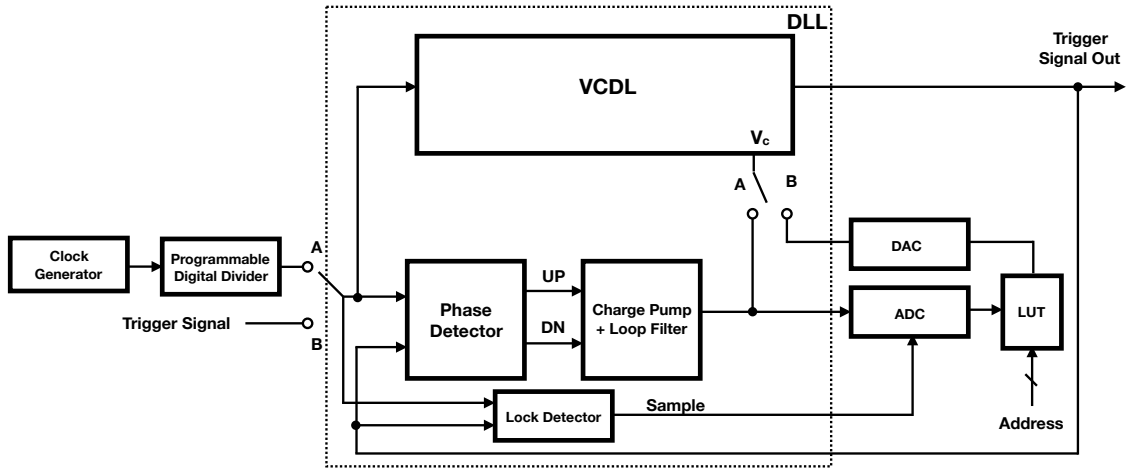 DLL
Trigger
Signal Out
VCDL
Vc
A
B
Clock
Generator
Programmable
Digital Divider
A
Trigger Signal
B
Phase
Detector
UP
DN
Charge Pump
+ Loop Filter
DAC
ADC
LUT
Lock Detector
Sample
Address